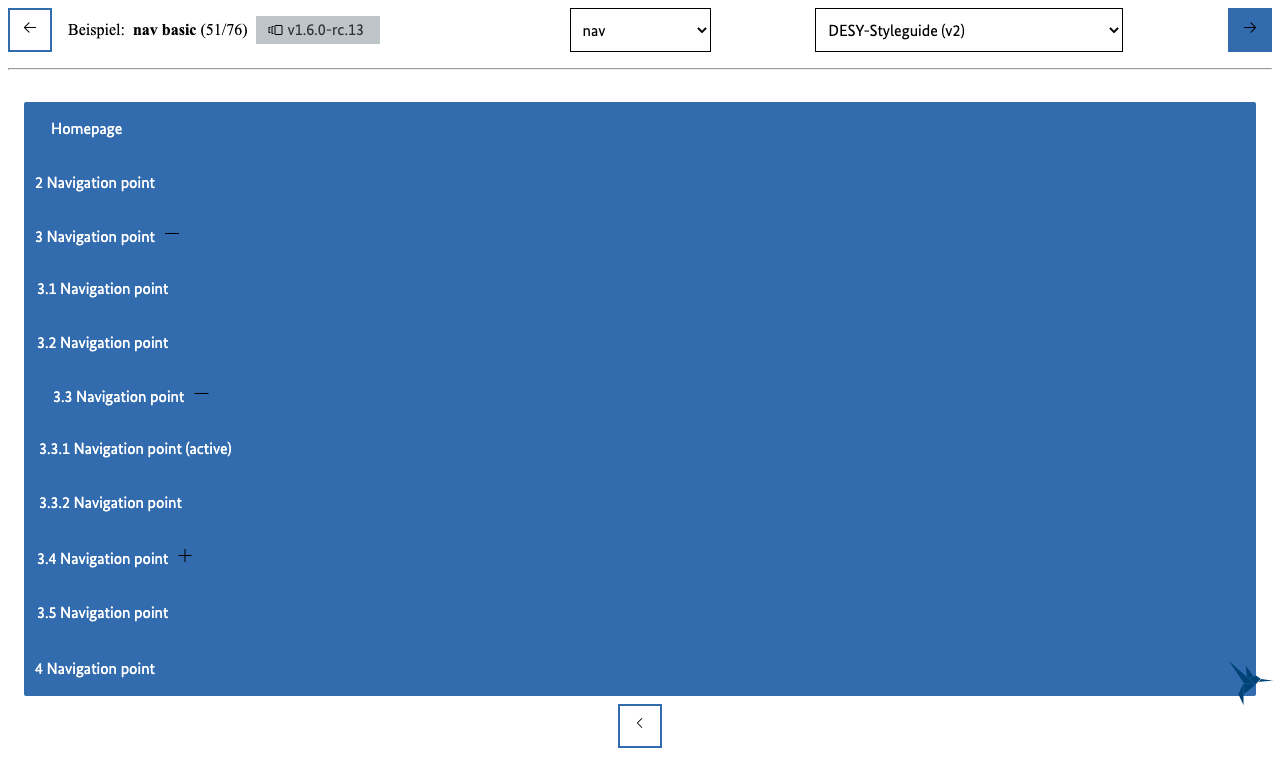 Beispiel: nav basic (51/76) v1.6.0-rc.13 nav DESY-Styleguide (v2)
Homepage
2 Navigation point
3 Navigation point
3.1 Navigation point
3.2 Navigation point
3.3 Navigation point
3.3.1 Navigation point (active)
3.3.2 Navigation point
3.4 Navigation point
3.5 Navigation point
4 Navigation point